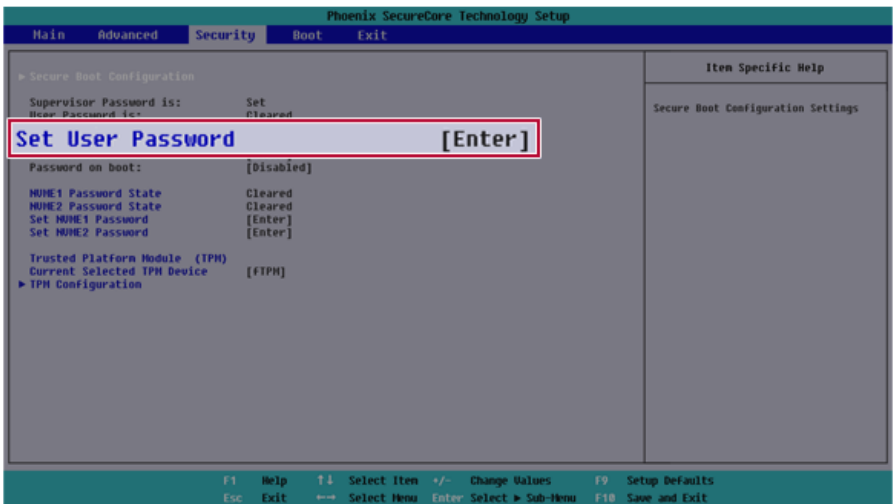 Phoenix SecureCore Technology Setup
Main Advanced Security Boot Exit
Item Specific Help
▶ Secure Boot Configuration
Secure Boot Configuration Settings
Supervisor Password is: Set
User Password is: Cleared
Set User Password [Enter]
Password on boot: [Disabled]
NVME1 Password State Cleared
NVME2 Password State Cleared
Set NVME1 Password [Enter]
Set NVME2 Password [Enter]
Trusted Platform Module (TPM)
Current Selected TPM Device [fTPM]
▶ TPM Configuration
F1 Help ↑↓ Select Item +/- Change Values F9 Setup Defaults
Esc Exit ←→ Select Menu Enter Select ▶ Sub-Menu F10 Save and Exit